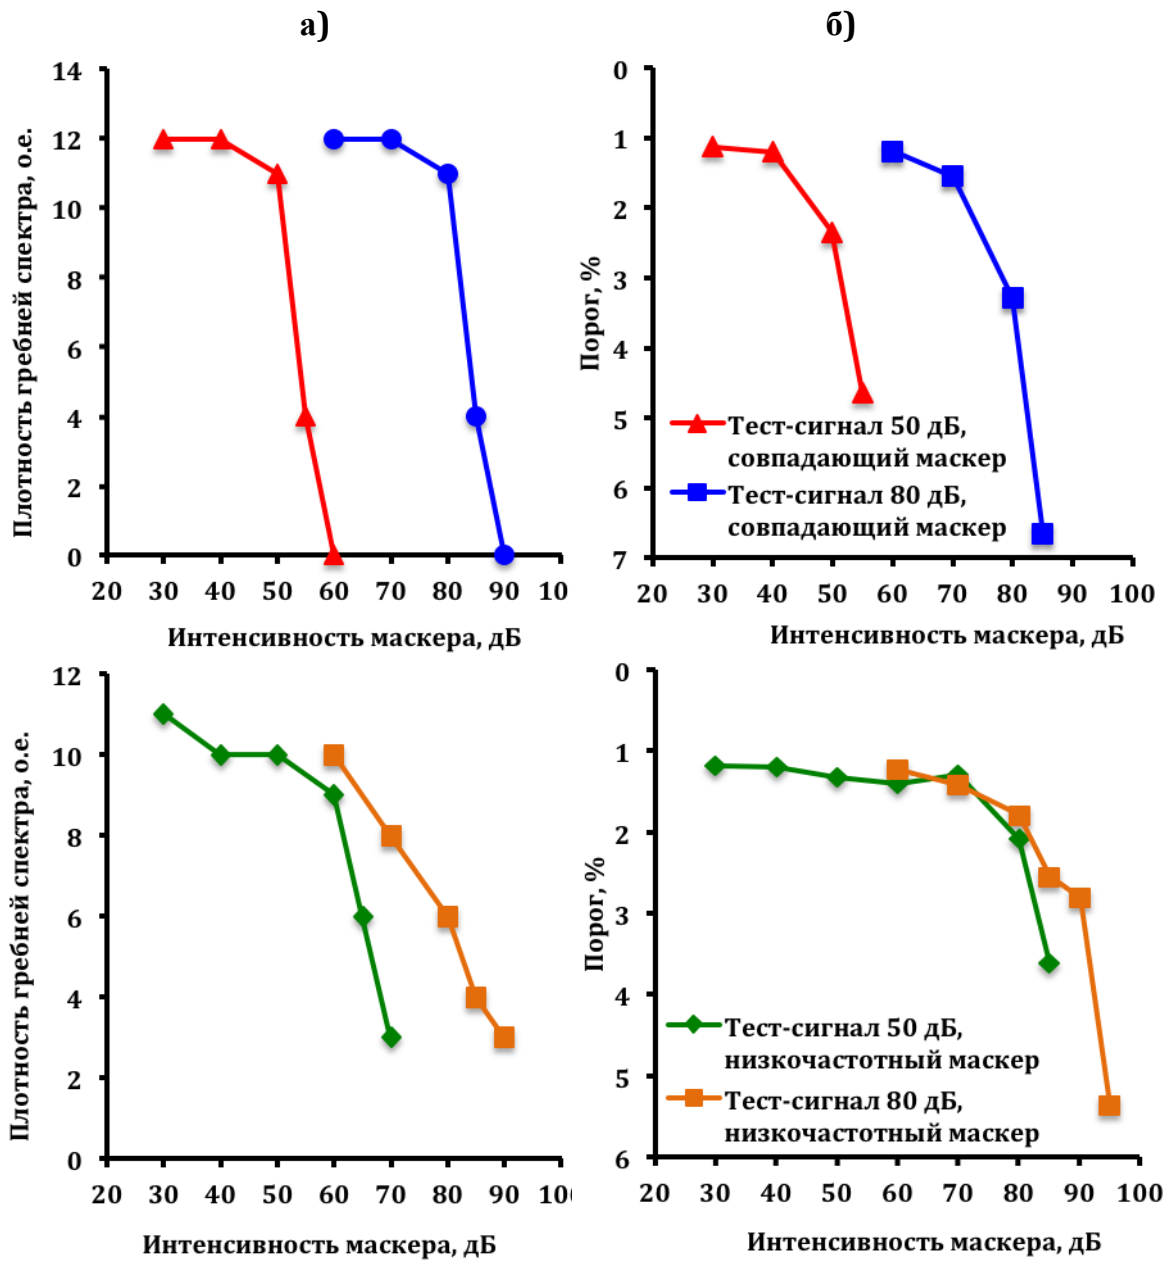 а)
б)
14
12
10
8
6
4
2
0
Плотность гребней спектра, о.е.
20 30 40 50 60 70 80 90 10
Интенсивность маскера, дБ
0
1
2
3
4
5
6
7
Порог, %
Тест-сигнал 50 дБ,
совпадающий маскер
Тест-сигнал 80 дБ,
совпадающий маскер
20 30 40 50 60 70 80 90 100
Интенсивность маскера, дБ
12
10
8
6
4
2
0
Плотность гребней спектра, о.е.
20 30 40 50 60 70 80 90 10
Интенсивность маскера, дБ
0
1
2
3
4
5
6
Порог, %
Тест-сигнал 50 дБ,
низкочастотный маскер
Тест-сигнал 80 дБ,
низкочастотный маскер
20 30 40 50 60 70 80 90 100
Интенсивность маскера, дБ